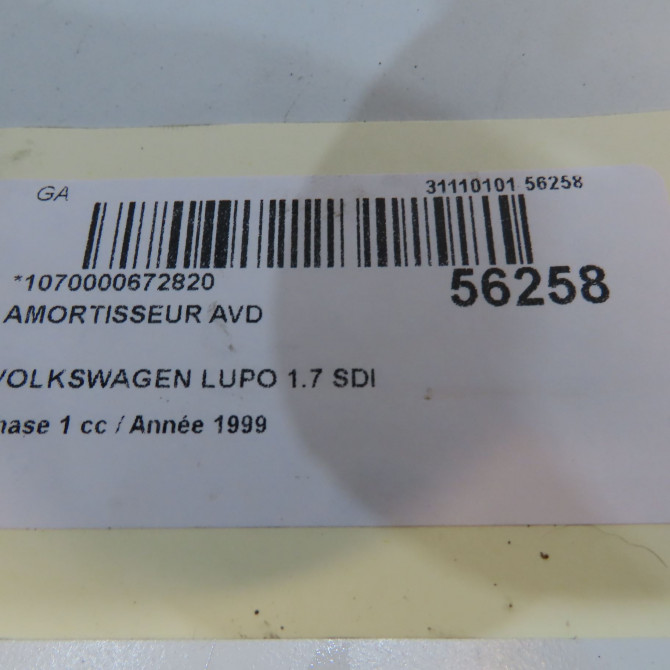 GA 31110101 56258
*1070000672820 56258
AMORTISSEUR AVD
VOLKSWAGEN LUPO 1.7 SDI
hase 1 cc / Année 1999